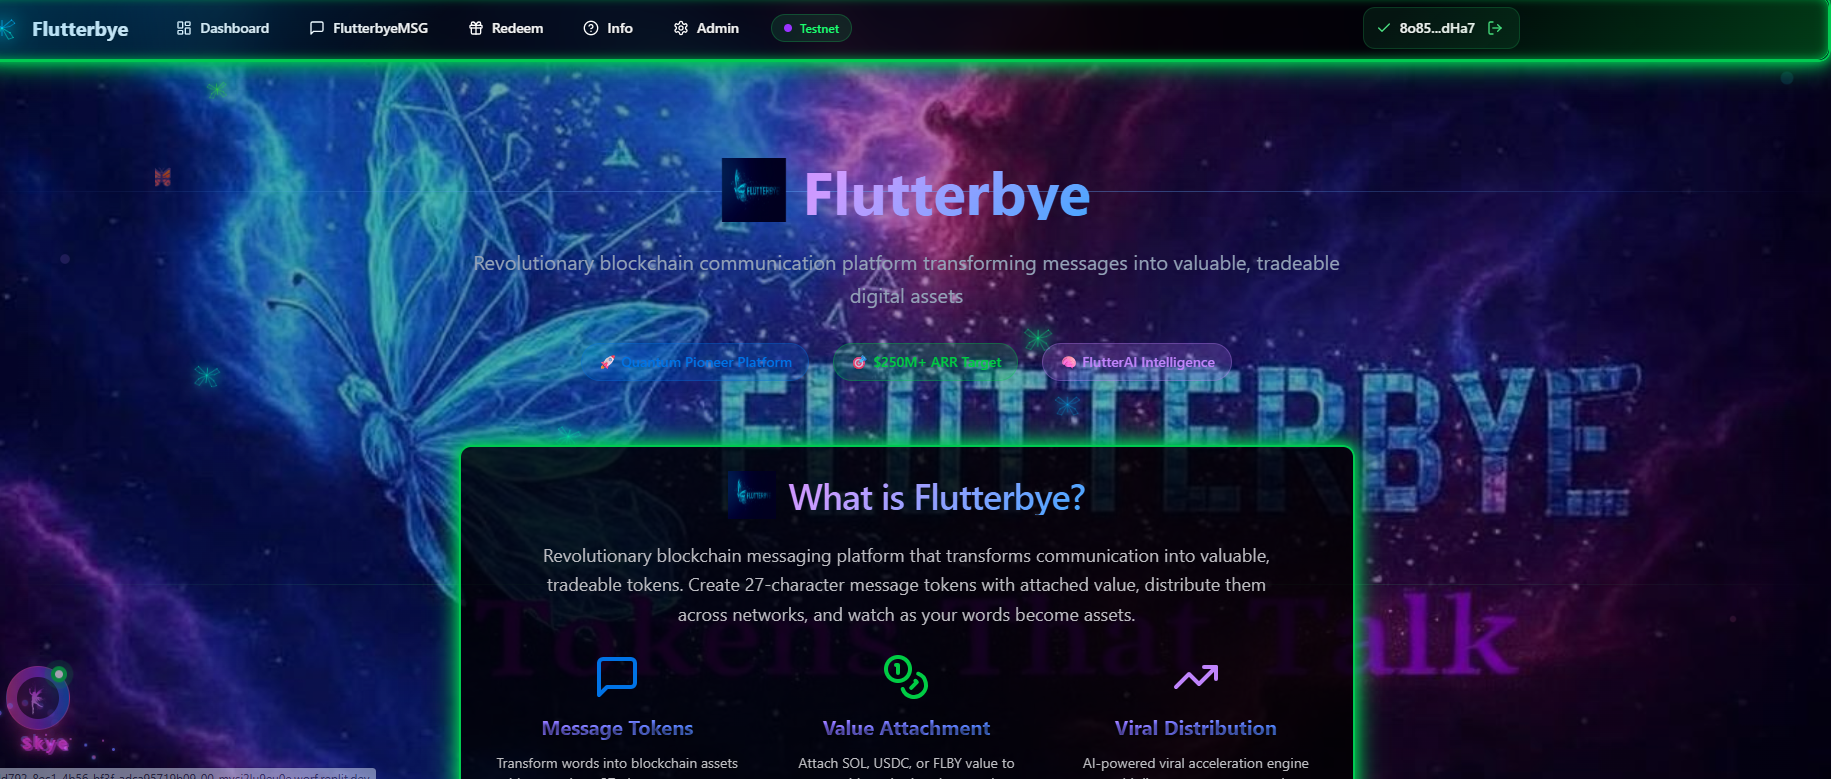 Flutterbye
Dashboard
FlutterbyeMSG
Redeem
Info
Admin
Testnet
8o85...dHa7
FLUTTERBYE
Flutterbye
Revolutionary blockchain communication platform transforming messages into valuable, tradeable
digital assets
Quantum Pioneer Platform
$250M+ ARR Target
FlutterAI Intelligence
FLUTTERBYE
What is Flutterbye?
Revolutionary blockchain messaging platform that transforms communication into valuable,
tradeable tokens. Create 27-character message tokens with attached value, distribute them
across networks, and watch as your words become assets.
Tokens That Talk
Message Tokens
Value Attachment
Viral Distribution
Transform words into blockchain assets
Attach SOL, USDC, or FLBY value to
AI-powered viral acceleration engine
Skye